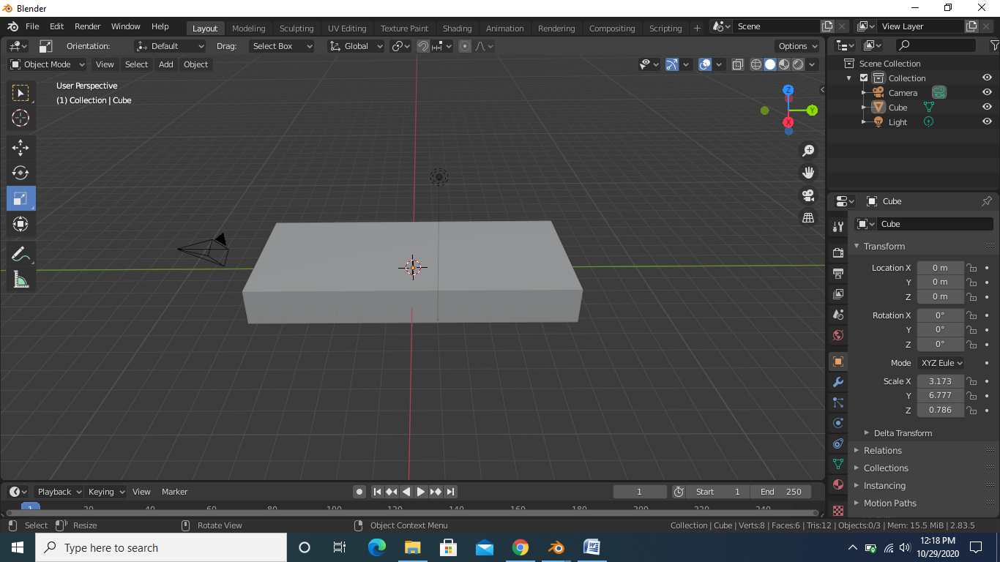 Blender
File Edit Render Window Help Layout Modeling Sculpting UV Editing Texture Paint Shading Animation Rendering Compositing Scripting + Scene View Layer
Orientation: Default Drag: Select Box Global Options
Object Mode View Select Add Object
User Perspective
(1) Collection | Cube
Z
Y
X
Scene Collection
Collection
Camera
Cube
Light
Cube
Cube
Transform
Location X 0 m
Y 0 m
Z 0 m
Rotation X 0°
Y 0°
Z 0°
Mode XYZ Eule
Scale X 3.173
Y 6.777
Z 0.786
Delta Transform
Relations
Collections
Instancing
Motion Paths
Playback Keying View Marker 1 Start 1 End 250
1 20 40 60 80 100 120 140 160 180 200 220 240
Select Resize Rotate View Object Context Menu Collection | Cube | Verts:8 | Faces:6 | Tris:12 | Objects:0/3 | Mem: 15.5 MiB | 2.83.5
Type here to search
12:18 PM
10/29/2020